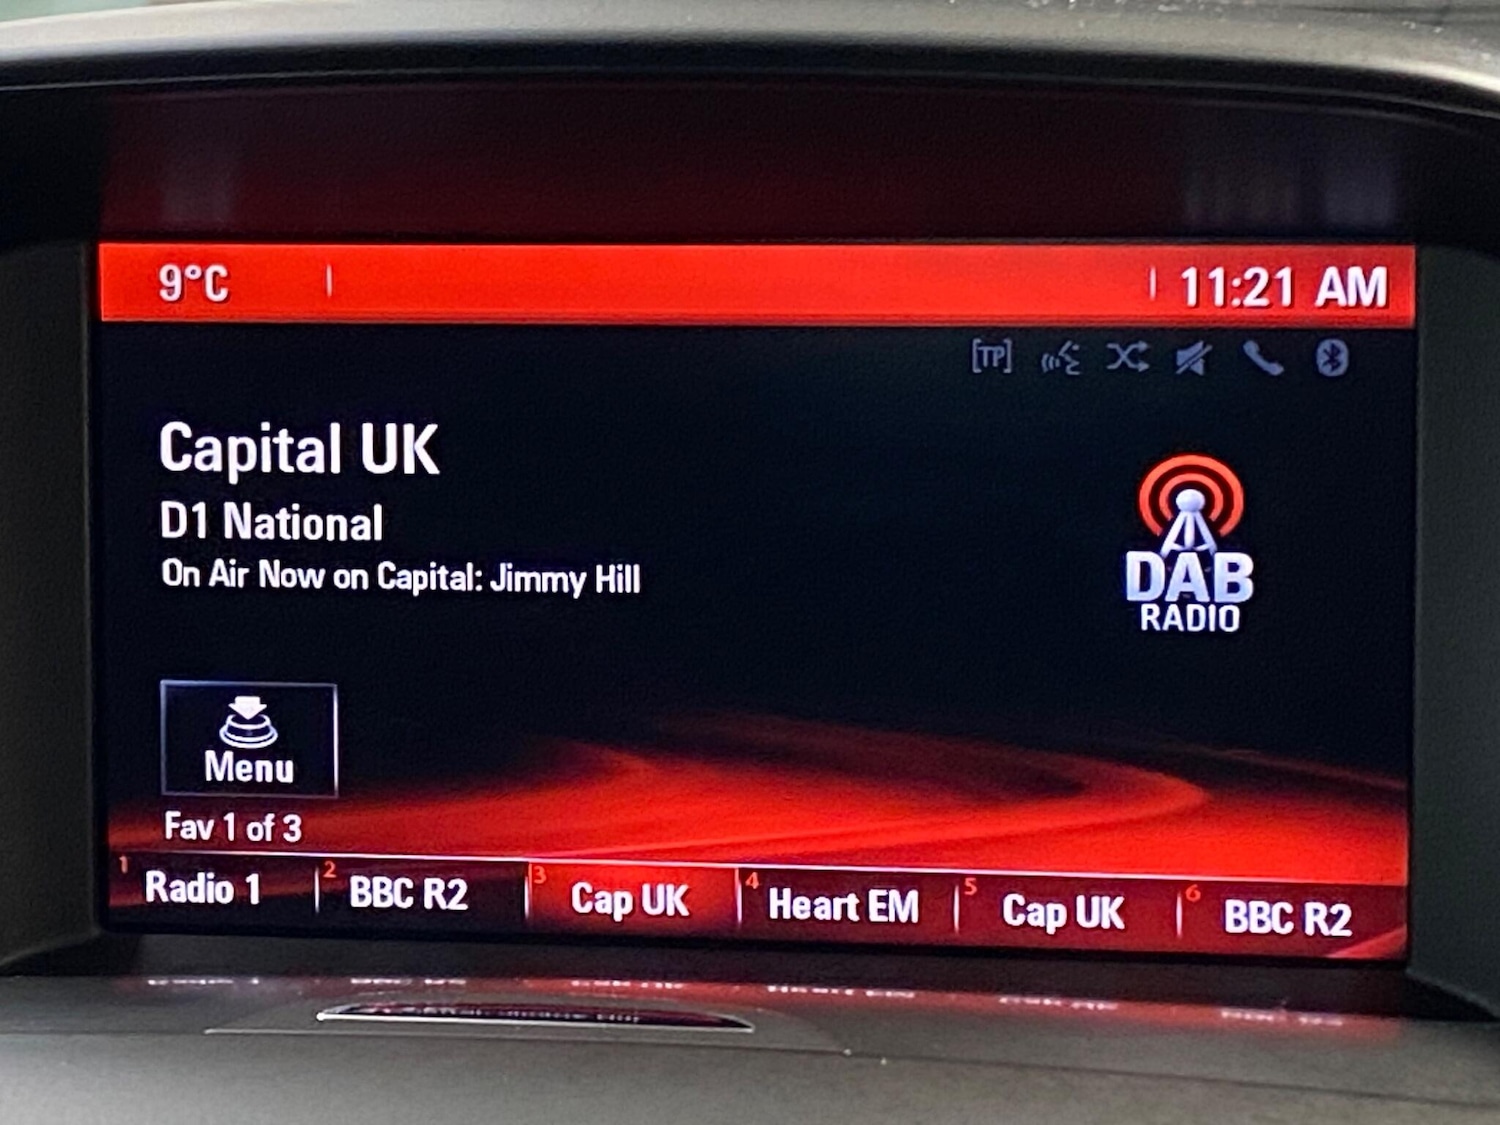 9°C 11:21 AM
[TP]
Capital UK
D1 National
On Air Now on Capital: Jimmy Hill
DAB
RADIO
Menu
Fav 1 of 3
1 Radio 1 2 BBC R2 3 Cap UK 4 Heart EM 5 Cap UK 6 BBC R2